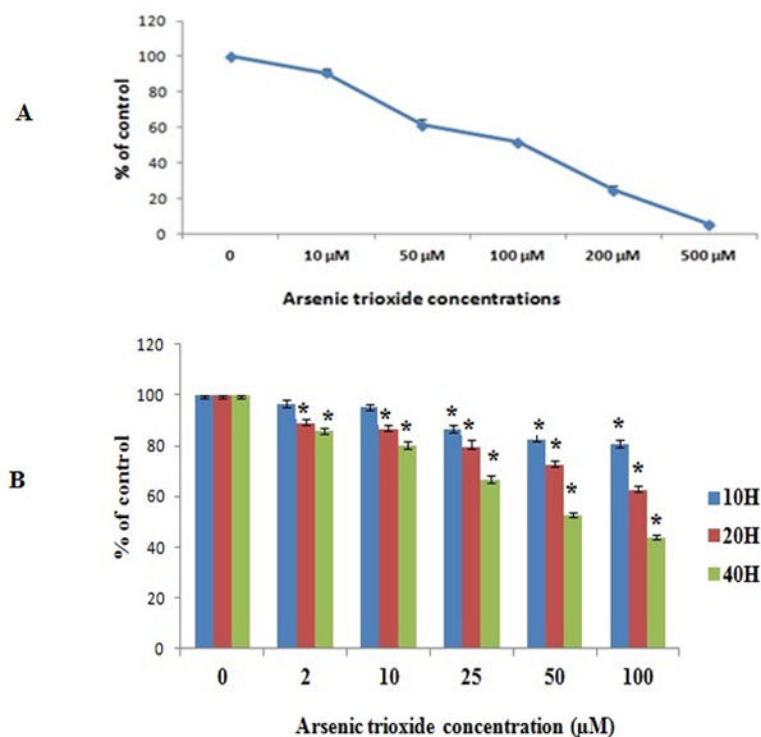 A
% of control
120
100
80
60
40
20
0
0 10 µM 50 µM 100 µM 200 µM 500 µM
Arsenic trioxide concentrations
B
% of control
120
100
80
60
40
20
0
* * * * * * * * * * * * *
10H
20H
40H
0 2 10 25 50 100
Arsenic trioxide concentration (µM)